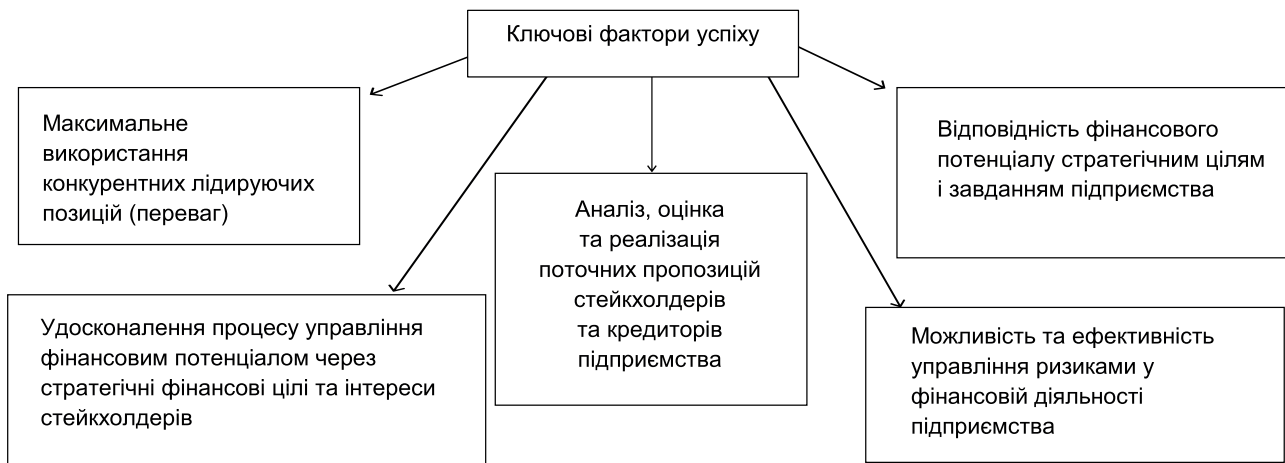 Ключові фактори успіху
Максимальне
використання
конкурентних лідируючих
позицій (переваг)
Відповідність фінансового
потенціалу стратегічним цілям
і завданням підприємства
Аналіз, оцінка
та реалізація
поточних пропозицій
стейкхолдерів
та кредиторів
підприємства
Удосконалення процесу управління
фінансовим потенціалом через
стратегічні фінансові цілі та інтереси
стейкхолдерів
Можливість та ефективність
управління ризиками у
фінансовій діяльності
підприємства